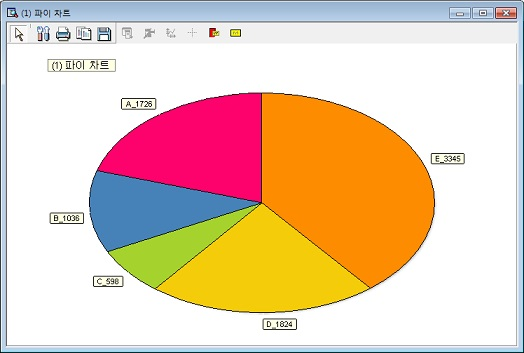 (1) 파이 차트
(1) 파이 차트
A_1726
E_3345
B_1036
C_598
D_1824